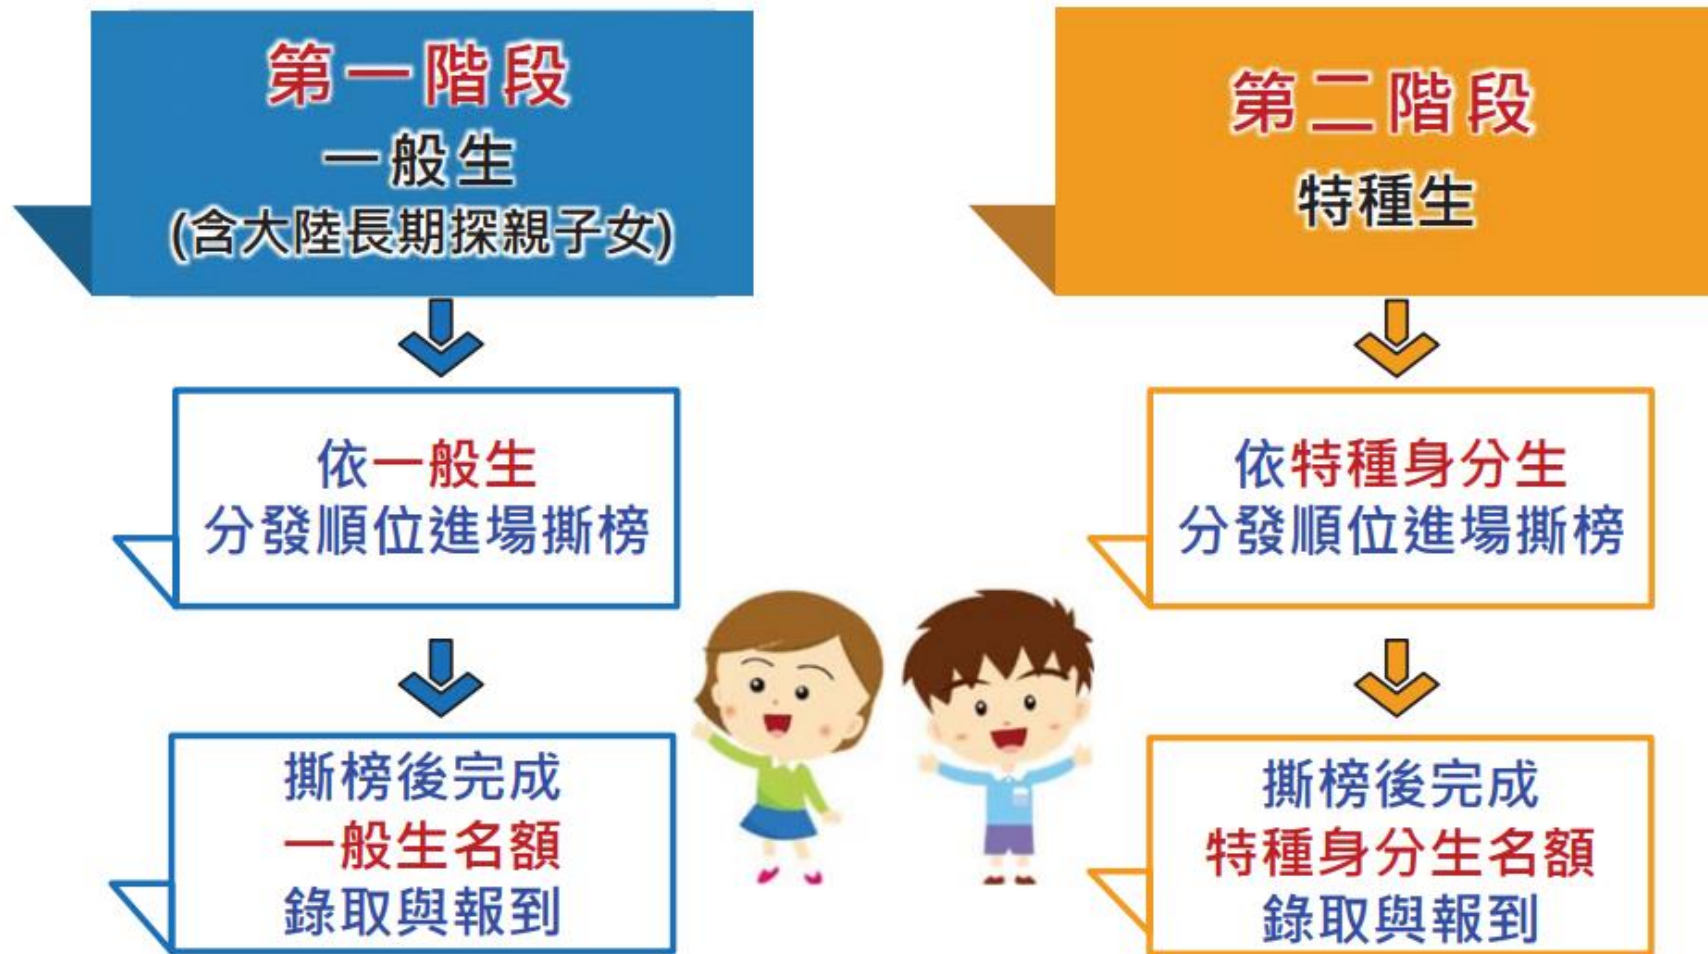 第一階段
一般生
(含大陸長期探親子女)
依一般生
分發順位進場撕榜
撕榜後完成
一般生名額
錄取與報到
第二階段
特種生
依特種身分生
分發順位進場撕榜
撕榜後完成
特種身分生名額
錄取與報到